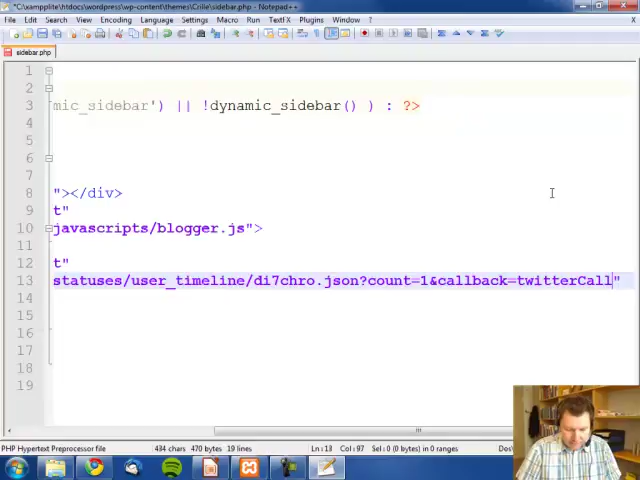 *C:\xampplite\htdocs\wordpress\wp-content\themes\Crille\sidebar.php - Notepad++
File Edit Search View Encoding Language Settings Macro Run TextFX Plugins Window ?
X
sidebar.php
1
2
3 mic_sidebar') || !dynamic_sidebar() ) : ?>
4
5
6
7
8 "></div>
9 t"
10 javascripts/blogger.js">
11
12 t"
13 statuses/user_timeline/di7chro.json?count=1&callback=twitterCall"
14
15
16
17
18
19
PHP Hypertext Preprocessor file 434 chars 470 bytes 19 lines Ln : 13 Col : 97 Sel : 0 (0 bytes) in 0 ranges